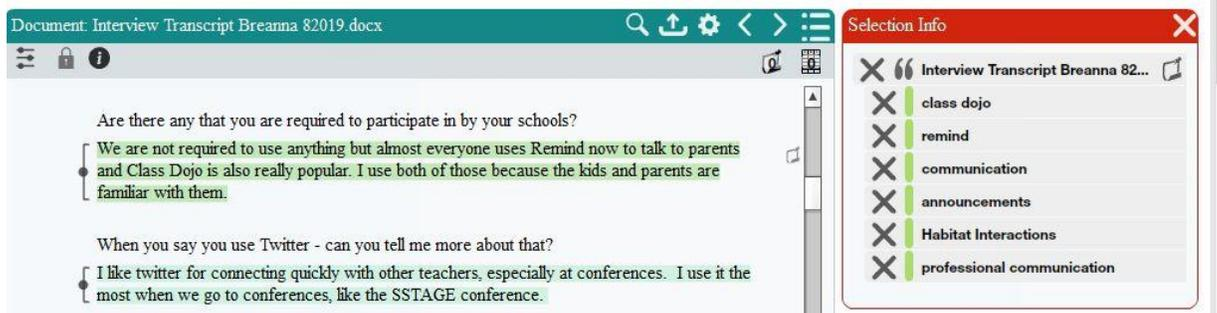 Document: Interview Transcript Breanna 82019.docx
Are there any that you are required to participate in by your schools?
We are not required to use anything but almost everyone uses Remind now to talk to parents
and Class Dojo is also really popular. I use both of those because the kids and parents are
familiar with them.
When you say you use Twitter - can you tell me more about that?
I like twitter for connecting quickly with other teachers, especially at conferences.  I use it the
most when we go to conferences, like the SSTAGE conference.
Selection Info
Interview Transcript Breanna 82...
class dojo
remind
communication
announcements
Habitat Interactions
professional communication